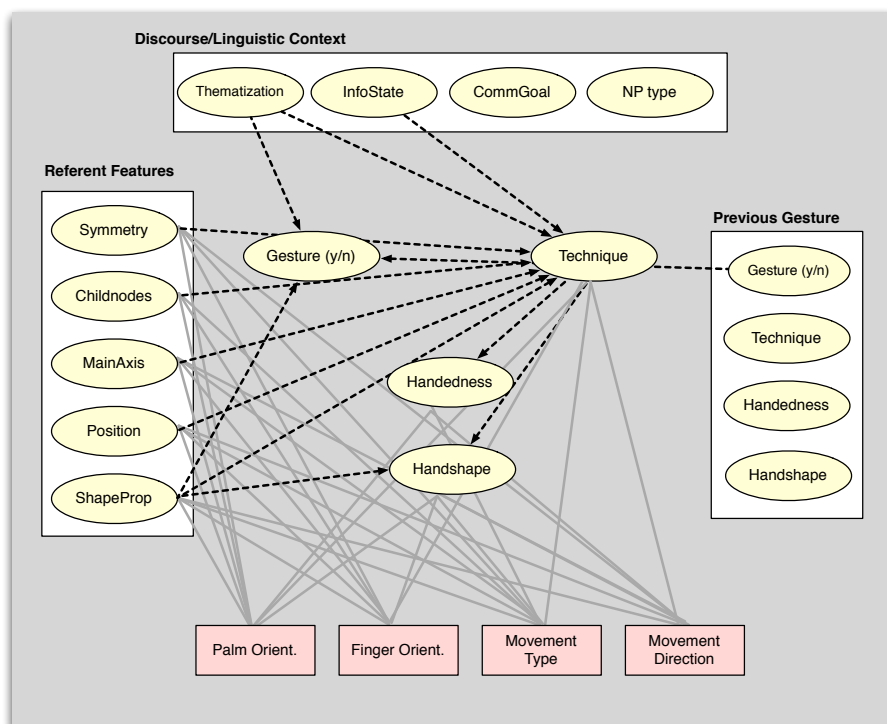 Discourse/Linguistic Context
Thematization
InfoState
CommGoal
NP type
Referent Features
Symmetry
Childnodes
MainAxis
Position
ShapeProp
Gesture (y/n)
Technique
Handedness
Handshape
Previous Gesture
Gesture (y/n)
Technique
Handedness
Handshape
Palm Orient.
Finger Orient.
Movement
Type
Movement
Direction